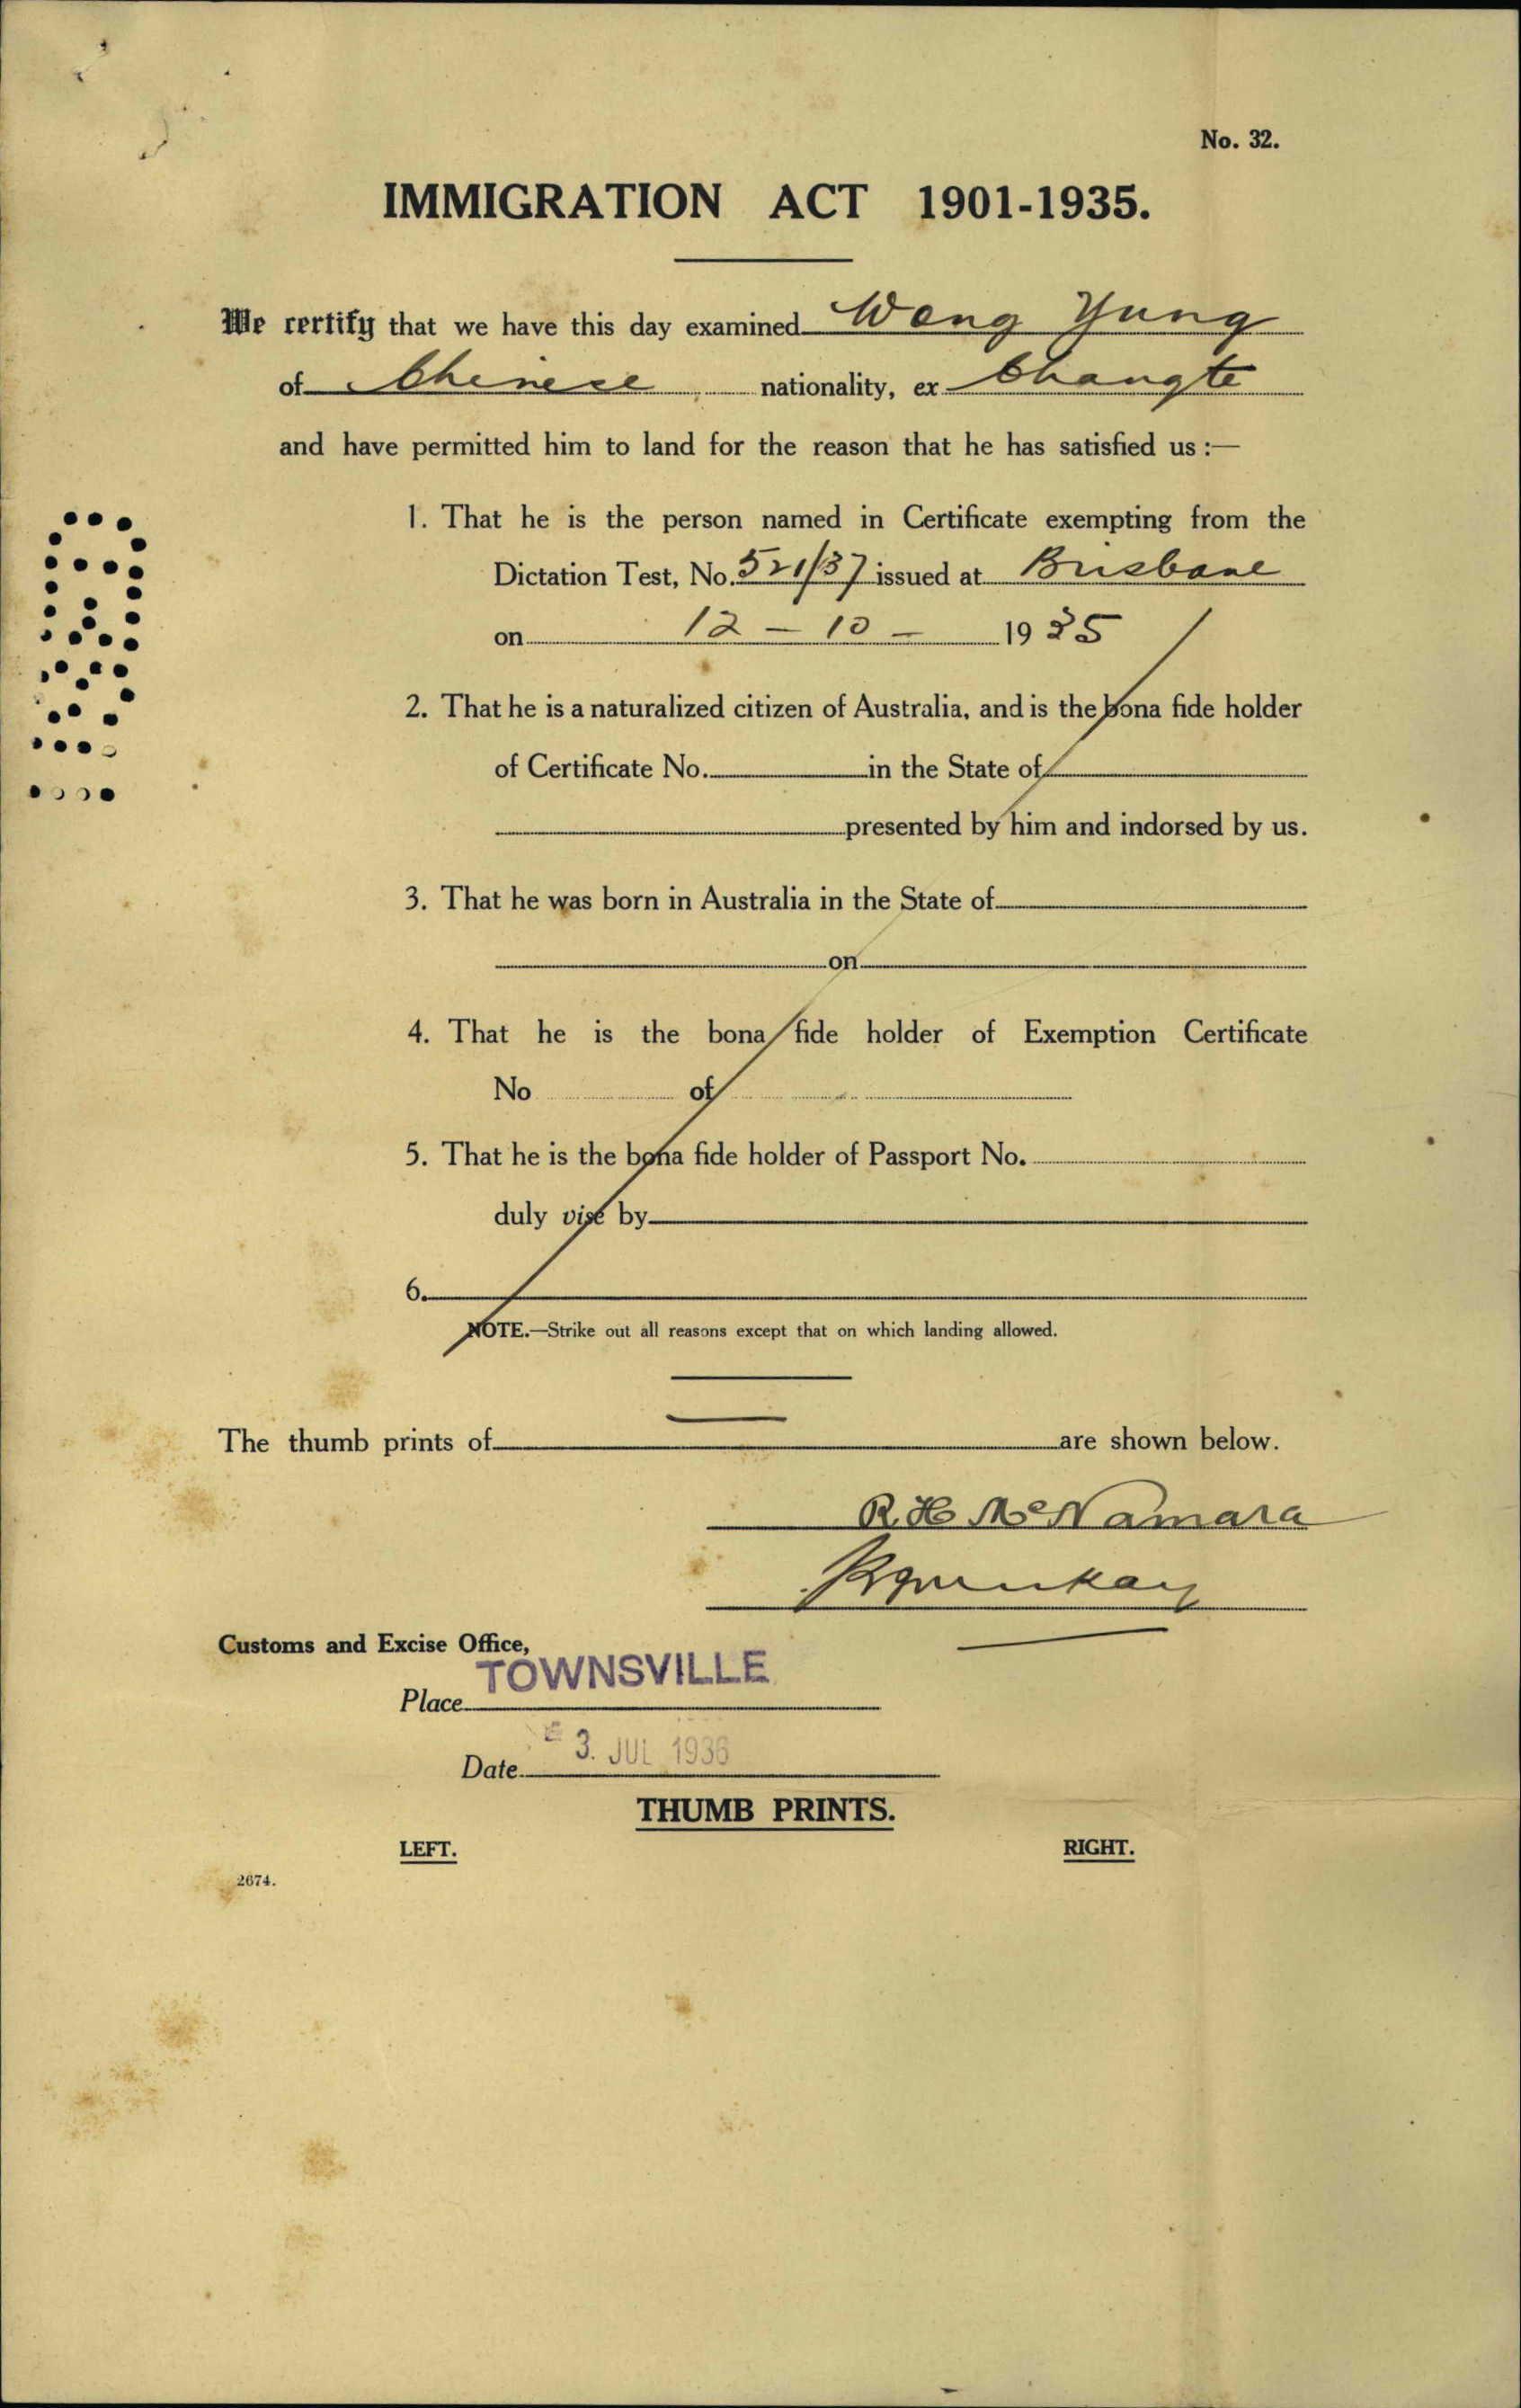 No. 32.
IMMIGRATION ACT 1901-1935.
We certify that we have this day examined Wong Yung
of Chinese nationality, ex Changte
and have permitted him to land for the reason that he has satisfied us :—
1. That he is the person named in Certificate exempting from the
Dictation Test, No. 521/37 issued at Brisbane
on 12 - 10 - 1935
2. That he is a naturalized citizen of Australia, and is the bona fide holder
of Certificate No. in the State of
presented by him and indorsed by us.
3. That he was born in Australia in the State of
on
4. That he is the bona fide holder of Exemption Certificate
No of
5. That he is the bona fide holder of Passport No.
duly visé by
6.
NOTE.—Strike out all reasons except that on which landing allowed.
The thumb prints of are shown below.
R. H McNamara
Customs and Excise Office,
TOWNSVILLE
Place
Date 3. JUL 1936
THUMB PRINTS.
LEFT. RIGHT.
2674.